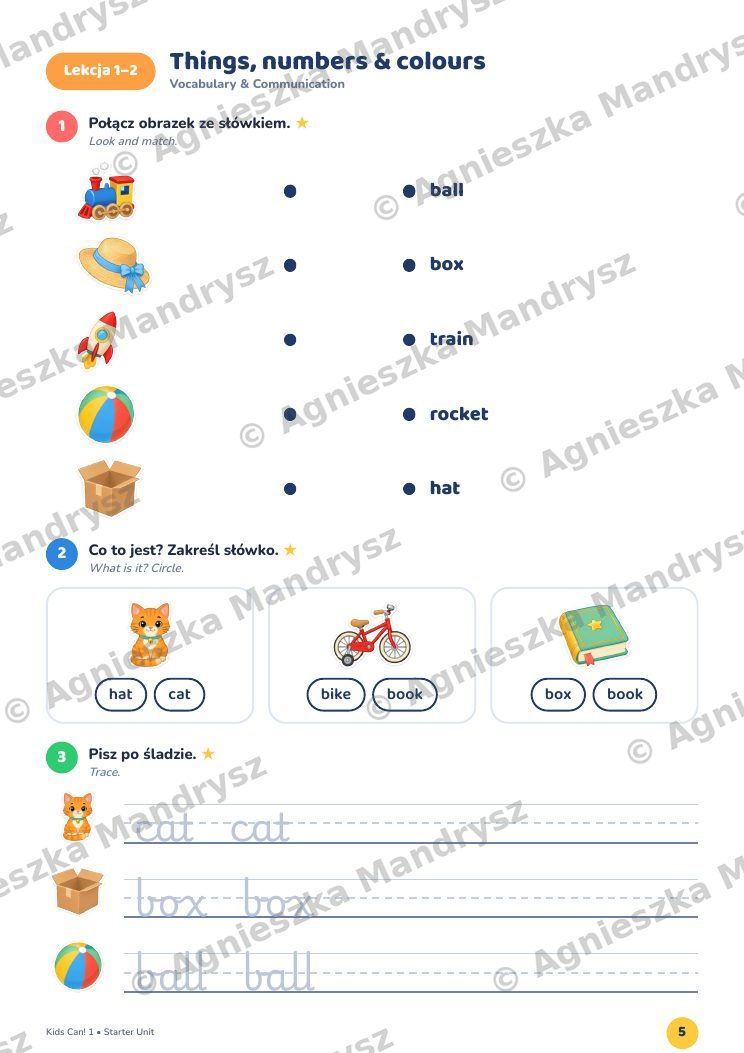 Lekcja 1–2
Things, numbers & colours
Vocabulary & Communication
1
Połącz obrazek ze słówkiem.
Look and match.
ball
box
train
rocket
hat
2
Co to jest? Zakreśl słówko.
What is it? Circle.
hat cat
bike book
box book
3
Pisz po śladzie.
Trace.
cat cat
box box
ball ball
Kids Can! 1 • Starter Unit
5
© Agnieszka Mandrysz